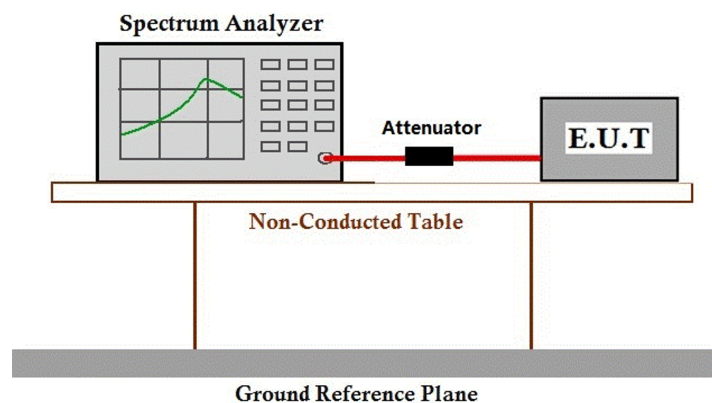 Spectrum Analyzer
Attenuator
E.U.T
Non-Conducted Table
Ground Reference Plane